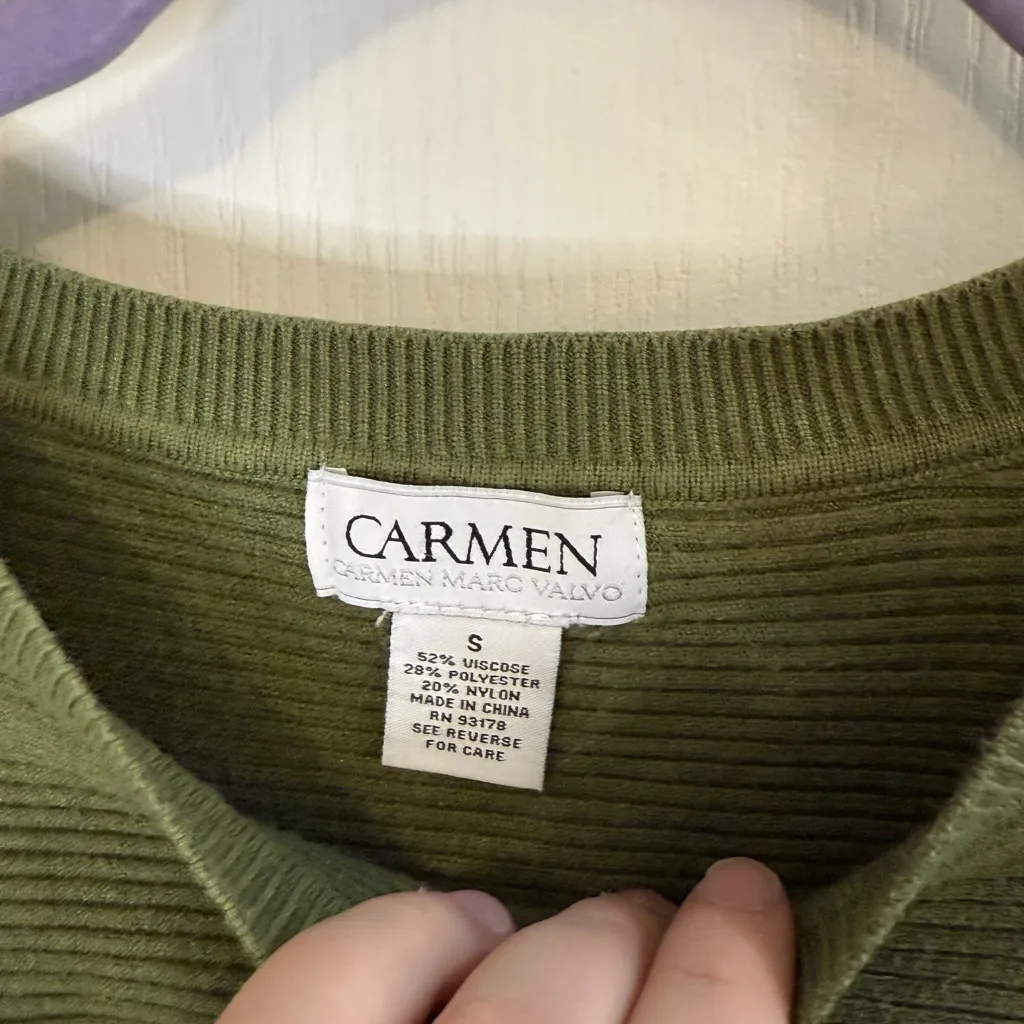 CARMEN
CARMEN MARC VALVO
S
52% VISCOSE
28% POLYESTER
20% NYLON
MADE IN CHINA
RN 93178
SEE REVERSE
FOR CARE